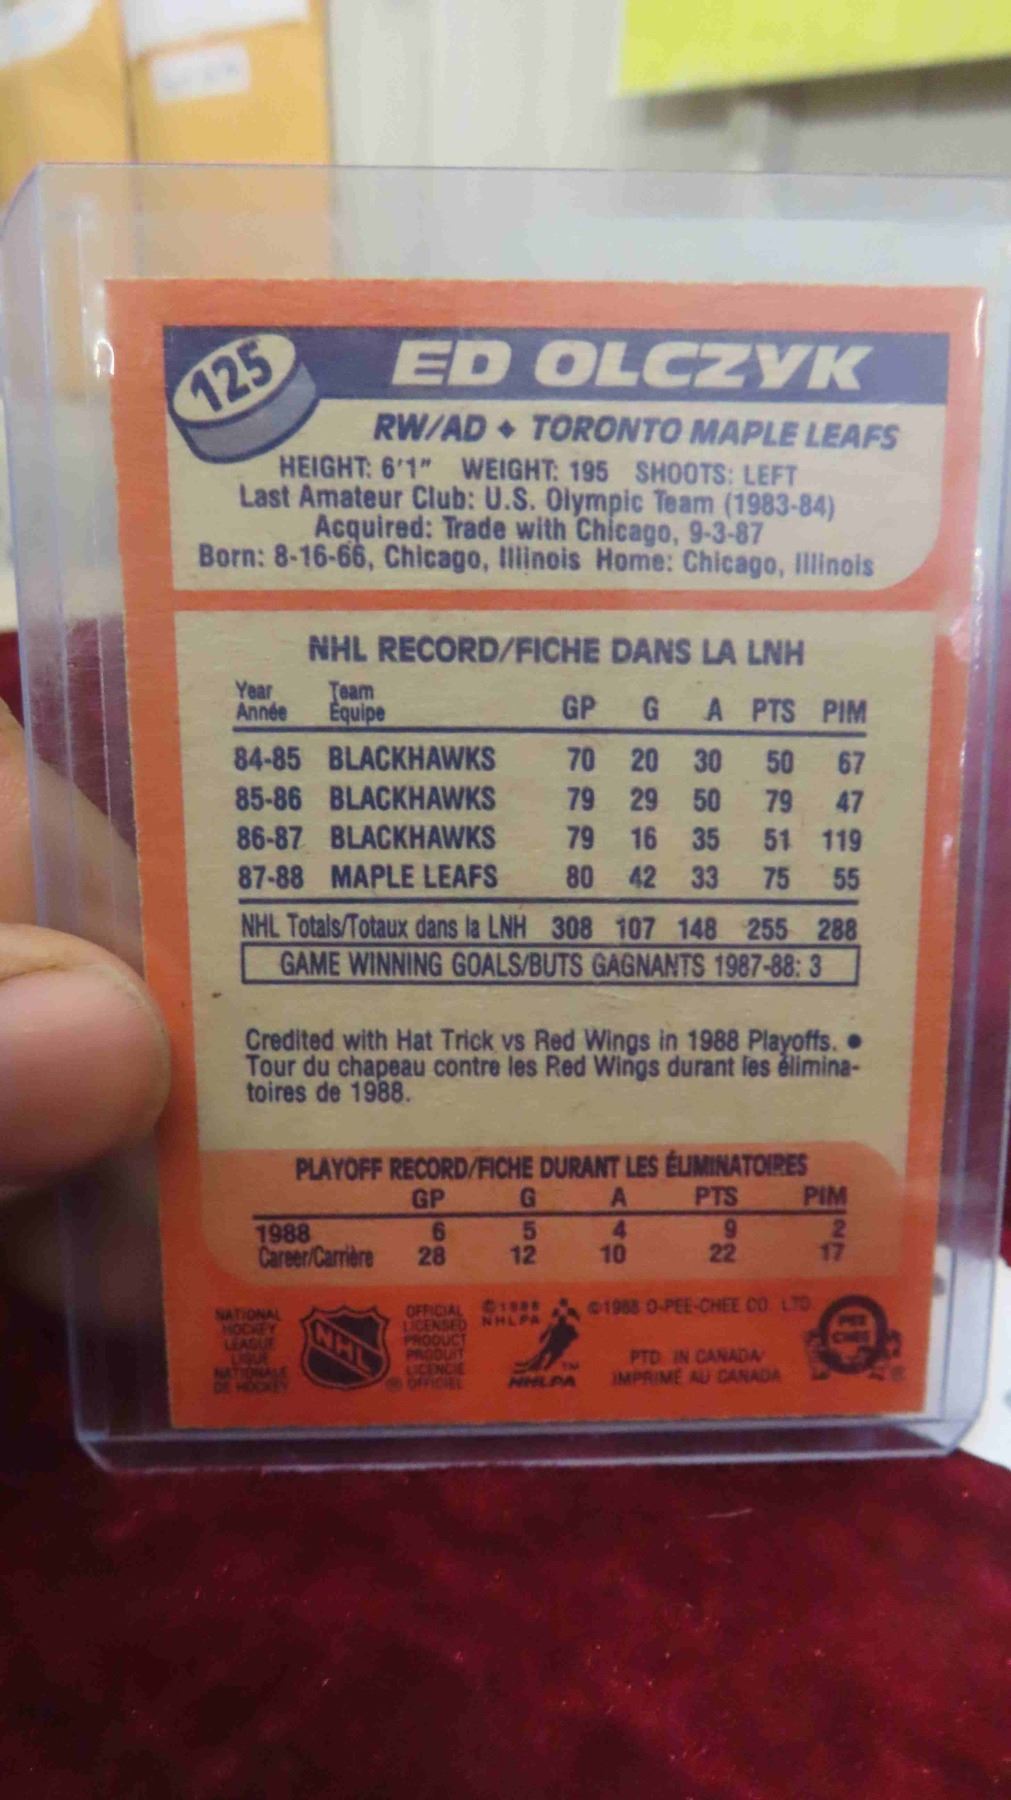 125
ED OLCZYK
RW/AD ♦ TORONTO MAPLE LEAFS
HEIGHT: 6'1" WEIGHT: 195 SHOOTS: LEFT
Last Amateur Club: U.S. Olympic Team (1983-84)
Acquired: Trade with Chicago, 9-3-87
Born: 8-16-66, Chicago, Illinois Home: Chicago, Illinois
NHL RECORD/FICHE DANS LA LNH
Year Team
Année Équipe GP G A PTS PIM
84-85 BLACKHAWKS 70 20 30 50 67
85-86 BLACKHAWKS 79 29 50 79 47
86-87 BLACKHAWKS 79 16 35 51 119
87-88 MAPLE LEAFS 80 42 33 75 55
NHL Totals/Totaux dans la LNH 308 107 148 255 288
GAME WINNING GOALS/BUTS GAGNANTS 1987-88: 3
Credited with Hat Trick vs Red Wings in 1988 Playoffs. •
Tour du chapeau contre les Red Wings durant les élimina-
toires de 1988.
PLAYOFF RECORD/FICHE DURANT LES ÉLIMINATOIRES
GP G A PTS PIM
1988 6 5 4 9 2
Career/Carrière 28 12 10 22 17
NATIONAL
HOCKEY
LEAGUE
LIGUE
NATIONALE
DE HOCKEY
NHL
OFFICIAL
LICENSED
PRODUCT
PRODUIT
LICENCIÉ
® OFFICIEL
©1988
NHLPA
TM
NHLPA
©1988 O-PEE-CHEE CO. LTD.
PTD. IN CANADA/
IMPRIMÉ AU CANADA
PEE
CHEE
®